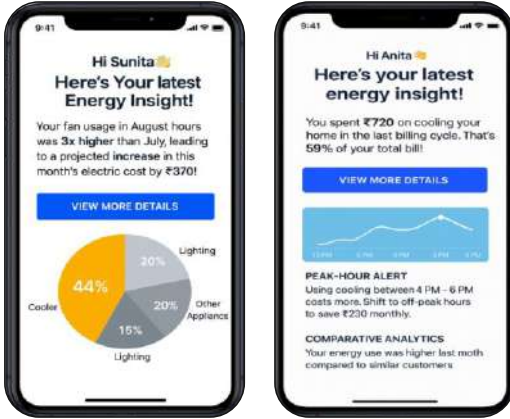 9:41
Hi Sunita👋
Here's Your latest
Energy Insight!
Your fan usage in August hours
was 3x higher than July, leading
to a projected increase in this
month's electric cost by ₹370!
VIEW MORE DETAILS
20%
Lighting
44%
Cooler
20%
Other
Appliance
15%
Lighting
9:41
Hi Anita👋
Here's your latest
energy insight!
You spent ₹720 on cooling your
home in the last billing cycle. That's
59% of your total bill!
VIEW MORE DETAILS
PEAK-HOUR ALERT
Using cooling between 4 PM - 6 PM
costs more. Shift to off-peak hours
to save ₹230 monthly.
COMPARATIVE ANALYTICS
Your energy use was higher last moth
compared to similar customers